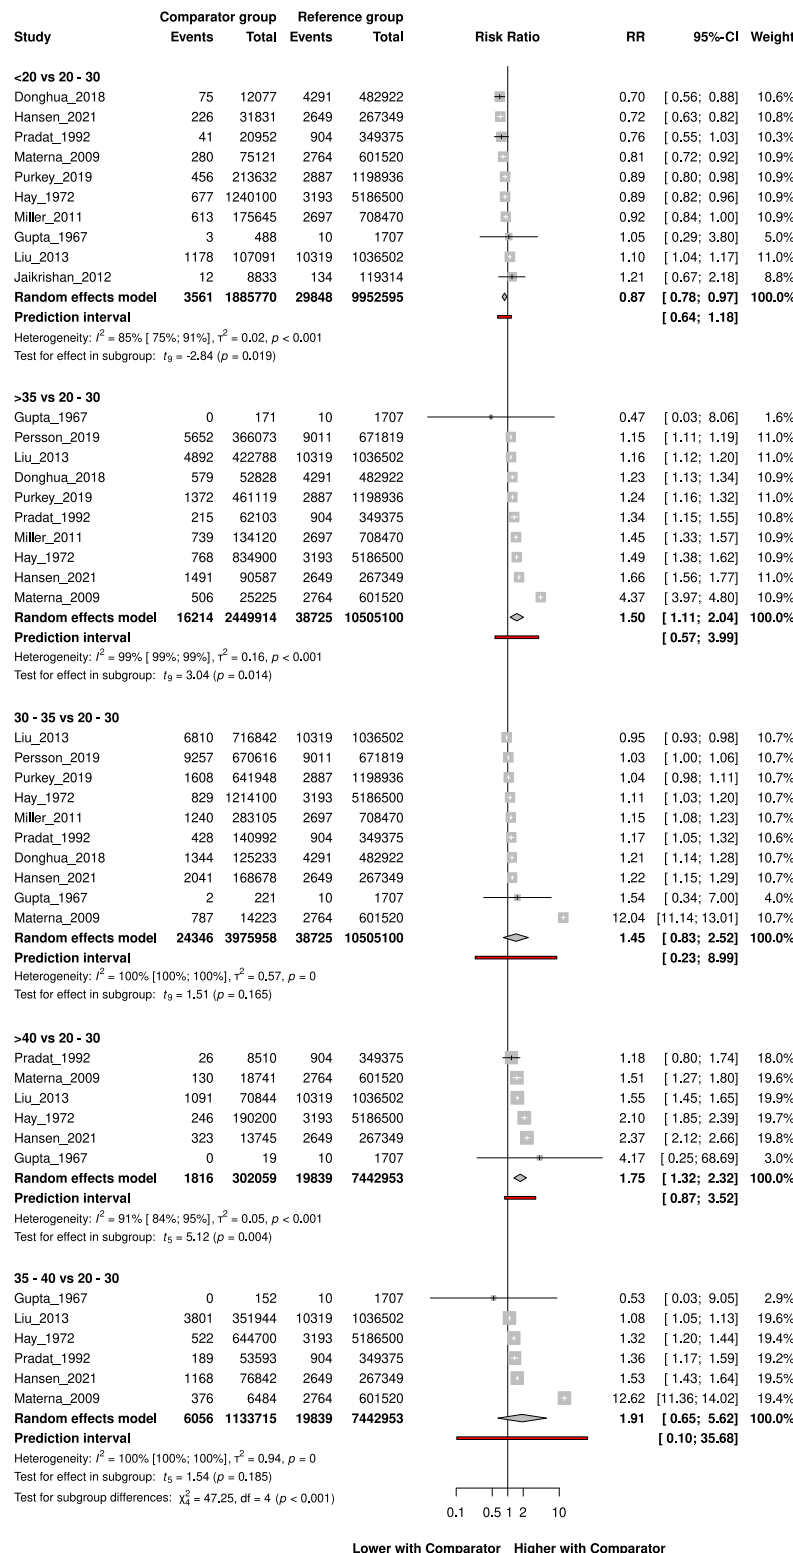 Comparator group Reference group
Study Events Total Events Total Risk Ratio RR 95%-CI Weight
<20 vs 20 - 30
Donghua_2018 75 12077 4291 482922 0.70 [0.56; 0.88] 10.6%
Hansen_2021 226 31831 2649 267349 0.72 [0.63; 0.82] 10.8%
Pradat_1992 41 20952 904 349375 0.76 [0.55; 1.03] 10.3%
Materna_2009 280 75121 2764 601520 0.81 [0.72; 0.92] 10.9%
Purkey_2019 456 213632 2887 1198936 0.89 [0.80; 0.98] 10.9%
Hay_1972 677 1240100 3193 5186500 0.89 [0.82; 0.96] 10.9%
Miller_2011 613 175645 2697 708470 0.92 [0.84; 1.00] 10.9%
Gupta_1967 3 488 10 1707 1.05 [0.29; 3.80] 5.0%
Liu_2013 1178 107091 10319 1036502 1.10 [1.04; 1.17] 11.0%
Jaikrishan_2012 12 8833 134 119314 1.21 [0.67; 2.18] 8.8%
Random effects model 3561 1885770 29848 9952595 0.87 [0.78; 0.97] 100.0%
Prediction interval [0.64; 1.18]
Heterogeneity: I² = 85% [75%; 91%], τ² = 0.02, p < 0.001
Test for effect in subgroup: t₉ = -2.84 (p = 0.019)
>35 vs 20 - 30
Gupta_1967 0 171 10 1707 0.47 [0.03; 8.06] 1.6%
Persson_2019 5652 366073 9011 671819 1.15 [1.11; 1.19] 11.0%
Liu_2013 4892 422788 10319 1036502 1.16 [1.12; 1.20] 11.0%
Donghua_2018 579 52828 4291 482922 1.23 [1.13; 1.34] 10.9%
Purkey_2019 1372 461119 2887 1198936 1.24 [1.16; 1.32] 11.0%
Pradat_1992 215 62103 904 349375 1.34 [1.15; 1.55] 10.8%
Miller_2011 739 134120 2697 708470 1.45 [1.33; 1.57] 10.9%
Hay_1972 768 834900 3193 5186500 1.49 [1.38; 1.62] 10.9%
Hansen_2021 1491 90587 2649 267349 1.66 [1.56; 1.77] 11.0%
Materna_2009 506 25225 2764 601520 4.37 [3.97; 4.80] 10.9%
Random effects model 16214 2449914 38725 10505100 1.50 [1.11; 2.04] 100.0%
Prediction interval [0.57; 3.99]
Heterogeneity: I² = 99% [99%; 99%], τ² = 0.16, p < 0.001
Test for effect in subgroup: t₉ = 3.04 (p = 0.014)
30 - 35 vs 20 - 30
Liu_2013 6810 716842 10319 1036502 0.95 [0.93; 0.98] 10.7%
Persson_2019 9257 670616 9011 671819 1.03 [1.00; 1.06] 10.7%
Purkey_2019 1608 641948 2887 1198936 1.04 [0.98; 1.11] 10.7%
Hay_1972 829 1214100 3193 5186500 1.11 [1.03; 1.20] 10.7%
Miller_2011 1240 283105 2697 708470 1.15 [1.08; 1.23] 10.7%
Pradat_1992 428 140992 904 349375 1.17 [1.05; 1.32] 10.6%
Donghua_2018 1344 125233 4291 482922 1.21 [1.14; 1.28] 10.7%
Hansen_2021 2041 168678 2649 267349 1.22 [1.15; 1.29] 10.7%
Gupta_1967 2 221 10 1707 1.54 [0.34; 7.00] 4.0%
Materna_2009 787 14223 2764 601520 12.04 [11.14; 13.01] 10.7%
Random effects model 24346 3975958 38725 10505100 1.45 [0.83; 2.52] 100.0%
Prediction interval [0.23; 8.99]
Heterogeneity: I² = 100% [100%; 100%], τ² = 0.57, p = 0
Test for effect in subgroup: t₉ = 1.51 (p = 0.165)
>40 vs 20 - 30
Pradat_1992 26 8510 904 349375 1.18 [0.80; 1.74] 18.0%
Materna_2009 130 18741 2764 601520 1.51 [1.27; 1.80] 19.6%
Liu_2013 1091 70844 10319 1036502 1.55 [1.45; 1.65] 19.9%
Hay_1972 246 190200 3193 5186500 2.10 [1.85; 2.39] 19.7%
Hansen_2021 323 13745 2649 267349 2.37 [2.12; 2.66] 19.8%
Gupta_1967 0 19 10 1707 4.17 [0.25; 68.69] 3.0%
Random effects model 1816 302059 19839 7442953 1.75 [1.32; 2.32] 100.0%
Prediction interval [0.87; 3.52]
Heterogeneity: I² = 91% [84%; 95%], τ² = 0.05, p < 0.001
Test for effect in subgroup: t₅ = 5.12 (p = 0.004)
35 - 40 vs 20 - 30
Gupta_1967 0 152 10 1707 0.53 [0.03; 9.05] 2.9%
Liu_2013 3801 351944 10319 1036502 1.08 [1.05; 1.13] 19.6%
Hay_1972 522 644700 3193 5186500 1.32 [1.20; 1.44] 19.4%
Pradat_1992 189 53593 904 349375 1.36 [1.17; 1.59] 19.2%
Hansen_2021 1168 76842 2649 267349 1.53 [1.43; 1.64] 19.5%
Materna_2009 376 6484 2764 601520 12.62 [11.36; 14.02] 19.4%
Random effects model 6056 1133715 19839 7442953 1.91 [0.65; 5.62] 100.0%
Prediction interval [0.10; 35.68]
Heterogeneity: I² = 100% [100%; 100%], τ² = 0.94, p = 0
Test for effect in subgroup: t₅ = 1.54 (p = 0.185)
Test for subgroup differences: χ²₄ = 47.25, df = 4 (p < 0.001)
0.1 0.5 1 2 10
Lower with Comparator Higher with Comparator